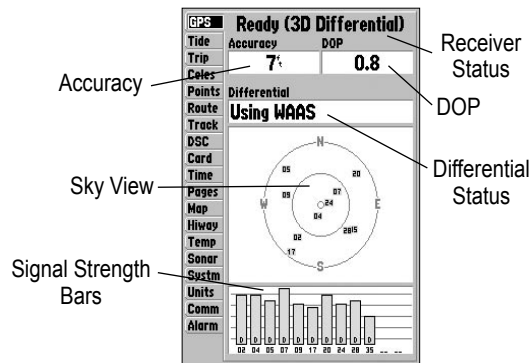 GPS
Ready (3D Differential)
Tide
Accuracy
DOP
Trip
7ft
0.8
Celes
Points
Differential
Route
Using WAAS
Track
DSC
Card
Time
Pages
Map
Hiway
Temp
Sonar
Systm
Units
Comm
Alarm
N
W
E
S
05
20
09
07
24
04
02
28
15
17
D D D D D D D D D D D
02 04 05 07 09 17 20 24 28 35 -- --
Receiver
Status
Accuracy
DOP
Differential
Status
Sky View
Signal Strength
Bars